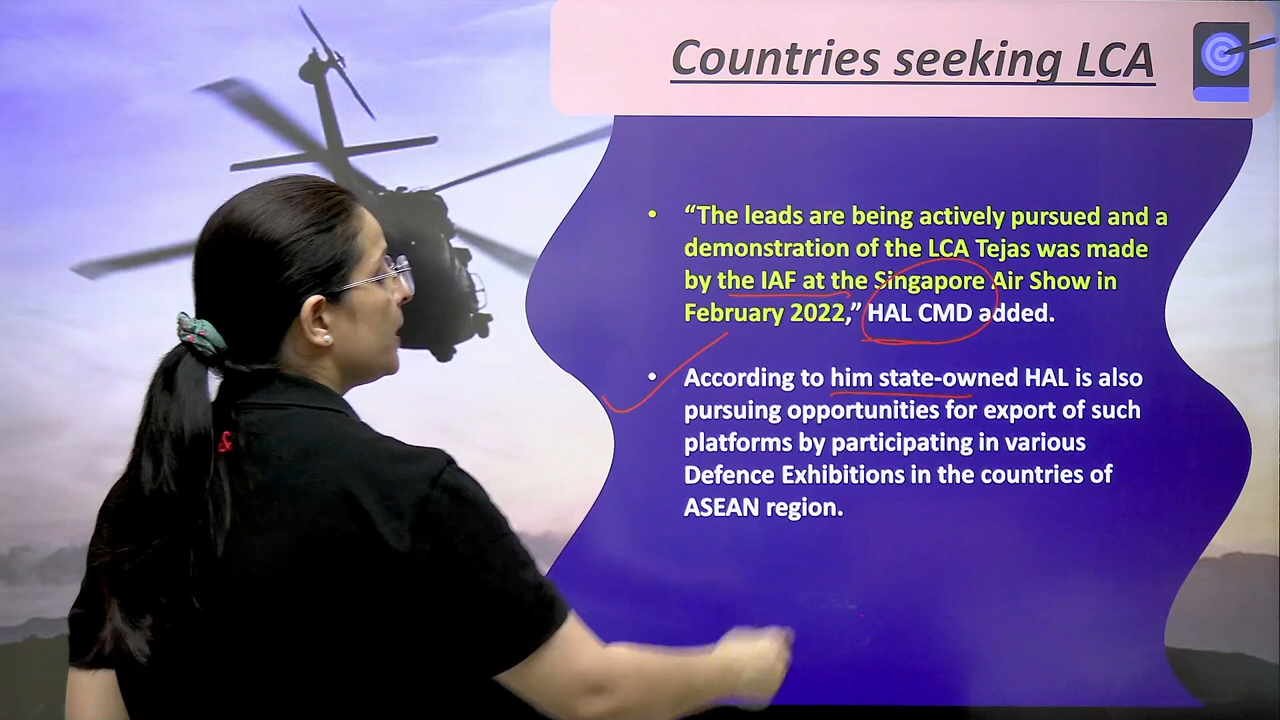 Countries seeking LCA
• “The leads are being actively pursued and a
demonstration of the LCA Tejas was made
by the IAF at the Singapore Air Show in
February 2022,” HAL CMD added.
• According to him state-owned HAL is also
pursuing opportunities for export of such
platforms by participating in various
Defence Exhibitions in the countries of
ASEAN region.
&